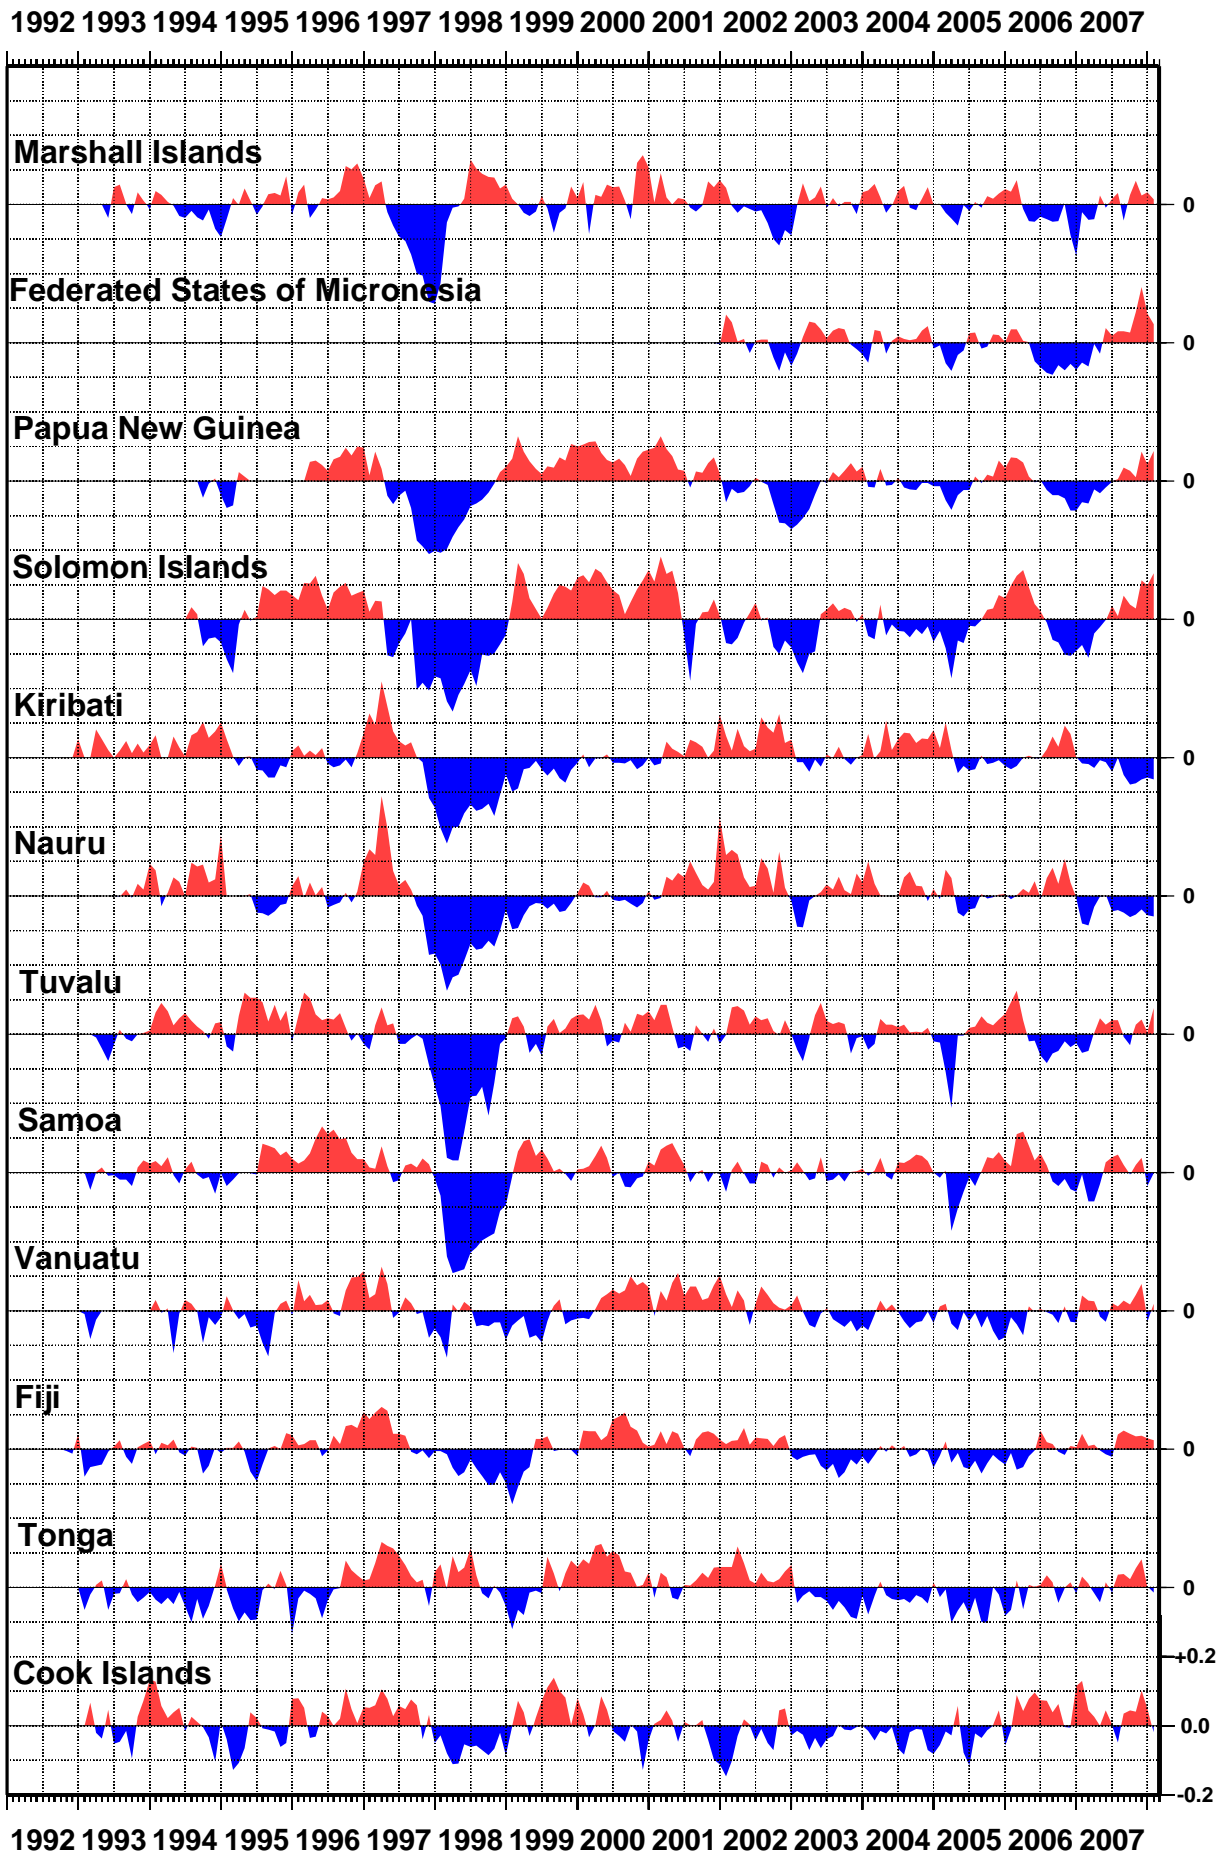 1992 1993 1994 1995 1996 1997 1998 1999 2000 2001 2002 2003 2004 2005 2006 2007
Marshall Islands
0
Federated States of Micronesia
0
Papua New Guinea
0
Solomon Islands
0
Kiribati
0
Nauru
0
Tuvalu
0
Samoa
0
Vanuatu
0
Fiji
0
Tonga
0
+0.2
Cook Islands
0.0
-0.2
1992 1993 1994 1995 1996 1997 1998 1999 2000 2001 2002 2003 2004 2005 2006 2007